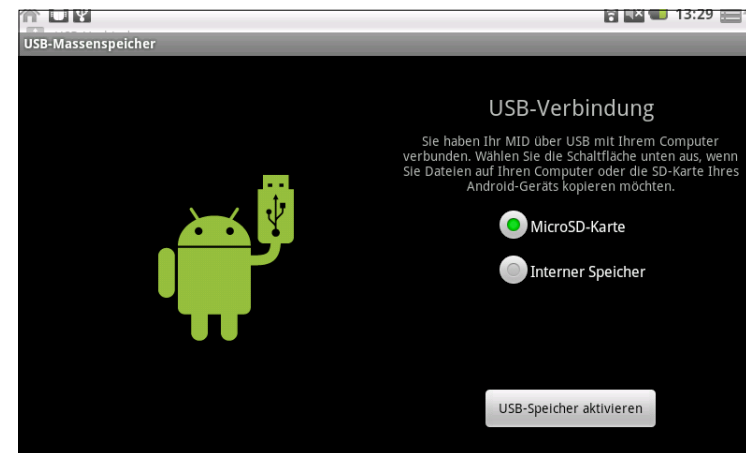 13:29
USB-Massenspeicher
USB-Verbindung
Sie haben Ihr MID über USB mit Ihrem Computer
verbunden. Wählen Sie die Schaltfläche unten aus, wenn
Sie Dateien auf Ihren Computer oder die SD-Karte Ihres
Android-Geräts kopieren möchten.
MicroSD-Karte
Interner Speicher
USB-Speicher aktivieren